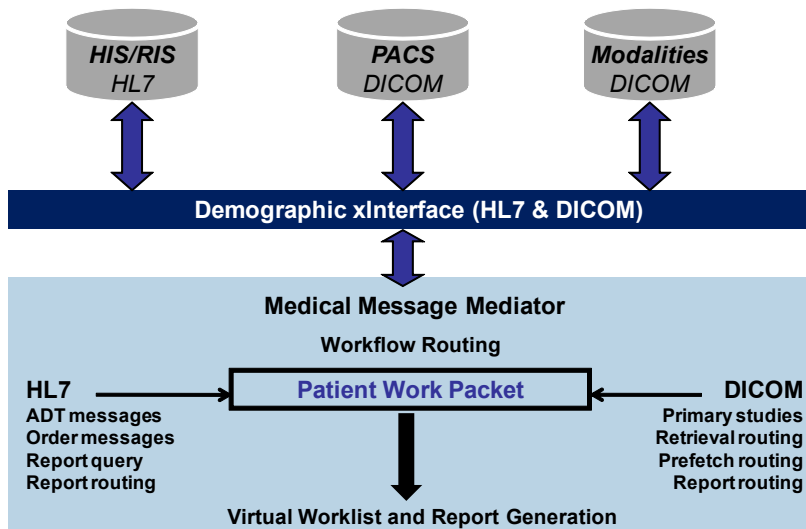 HIS/RIS
HL7
PACS
DICOM
Modalities
DICOM
Demographic xInterface (HL7 & DICOM)
Medical Message Mediator
Workflow Routing
Patient Work Packet
HL7
ADT messages
Order messages
Report query
Report routing
DICOM
Primary studies
Retrieval routing
Prefetch routing
Report routing
Virtual Worklist and Report Generation